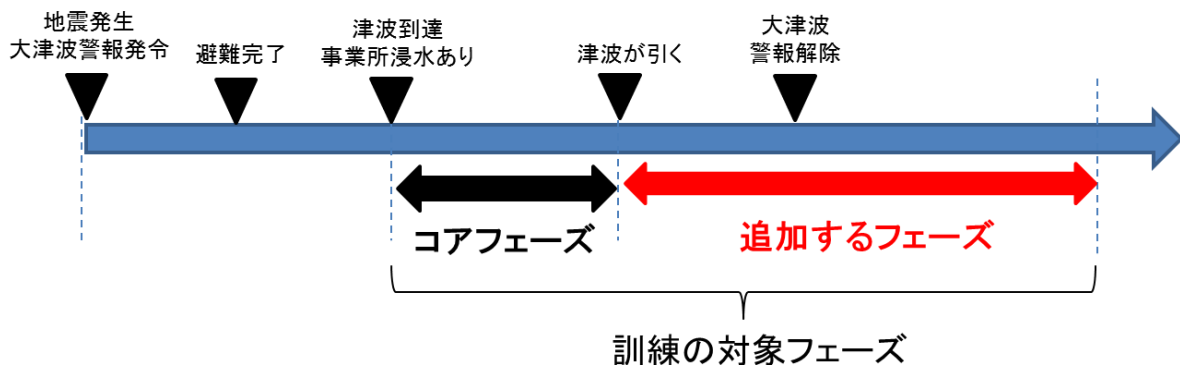 地震発生
大津波警報発令
避難完了
津波到達
事業所浸水あり
津波が引く
大津波
警報解除
コアフェーズ
追加するフェーズ
訓練の対象フェーズ